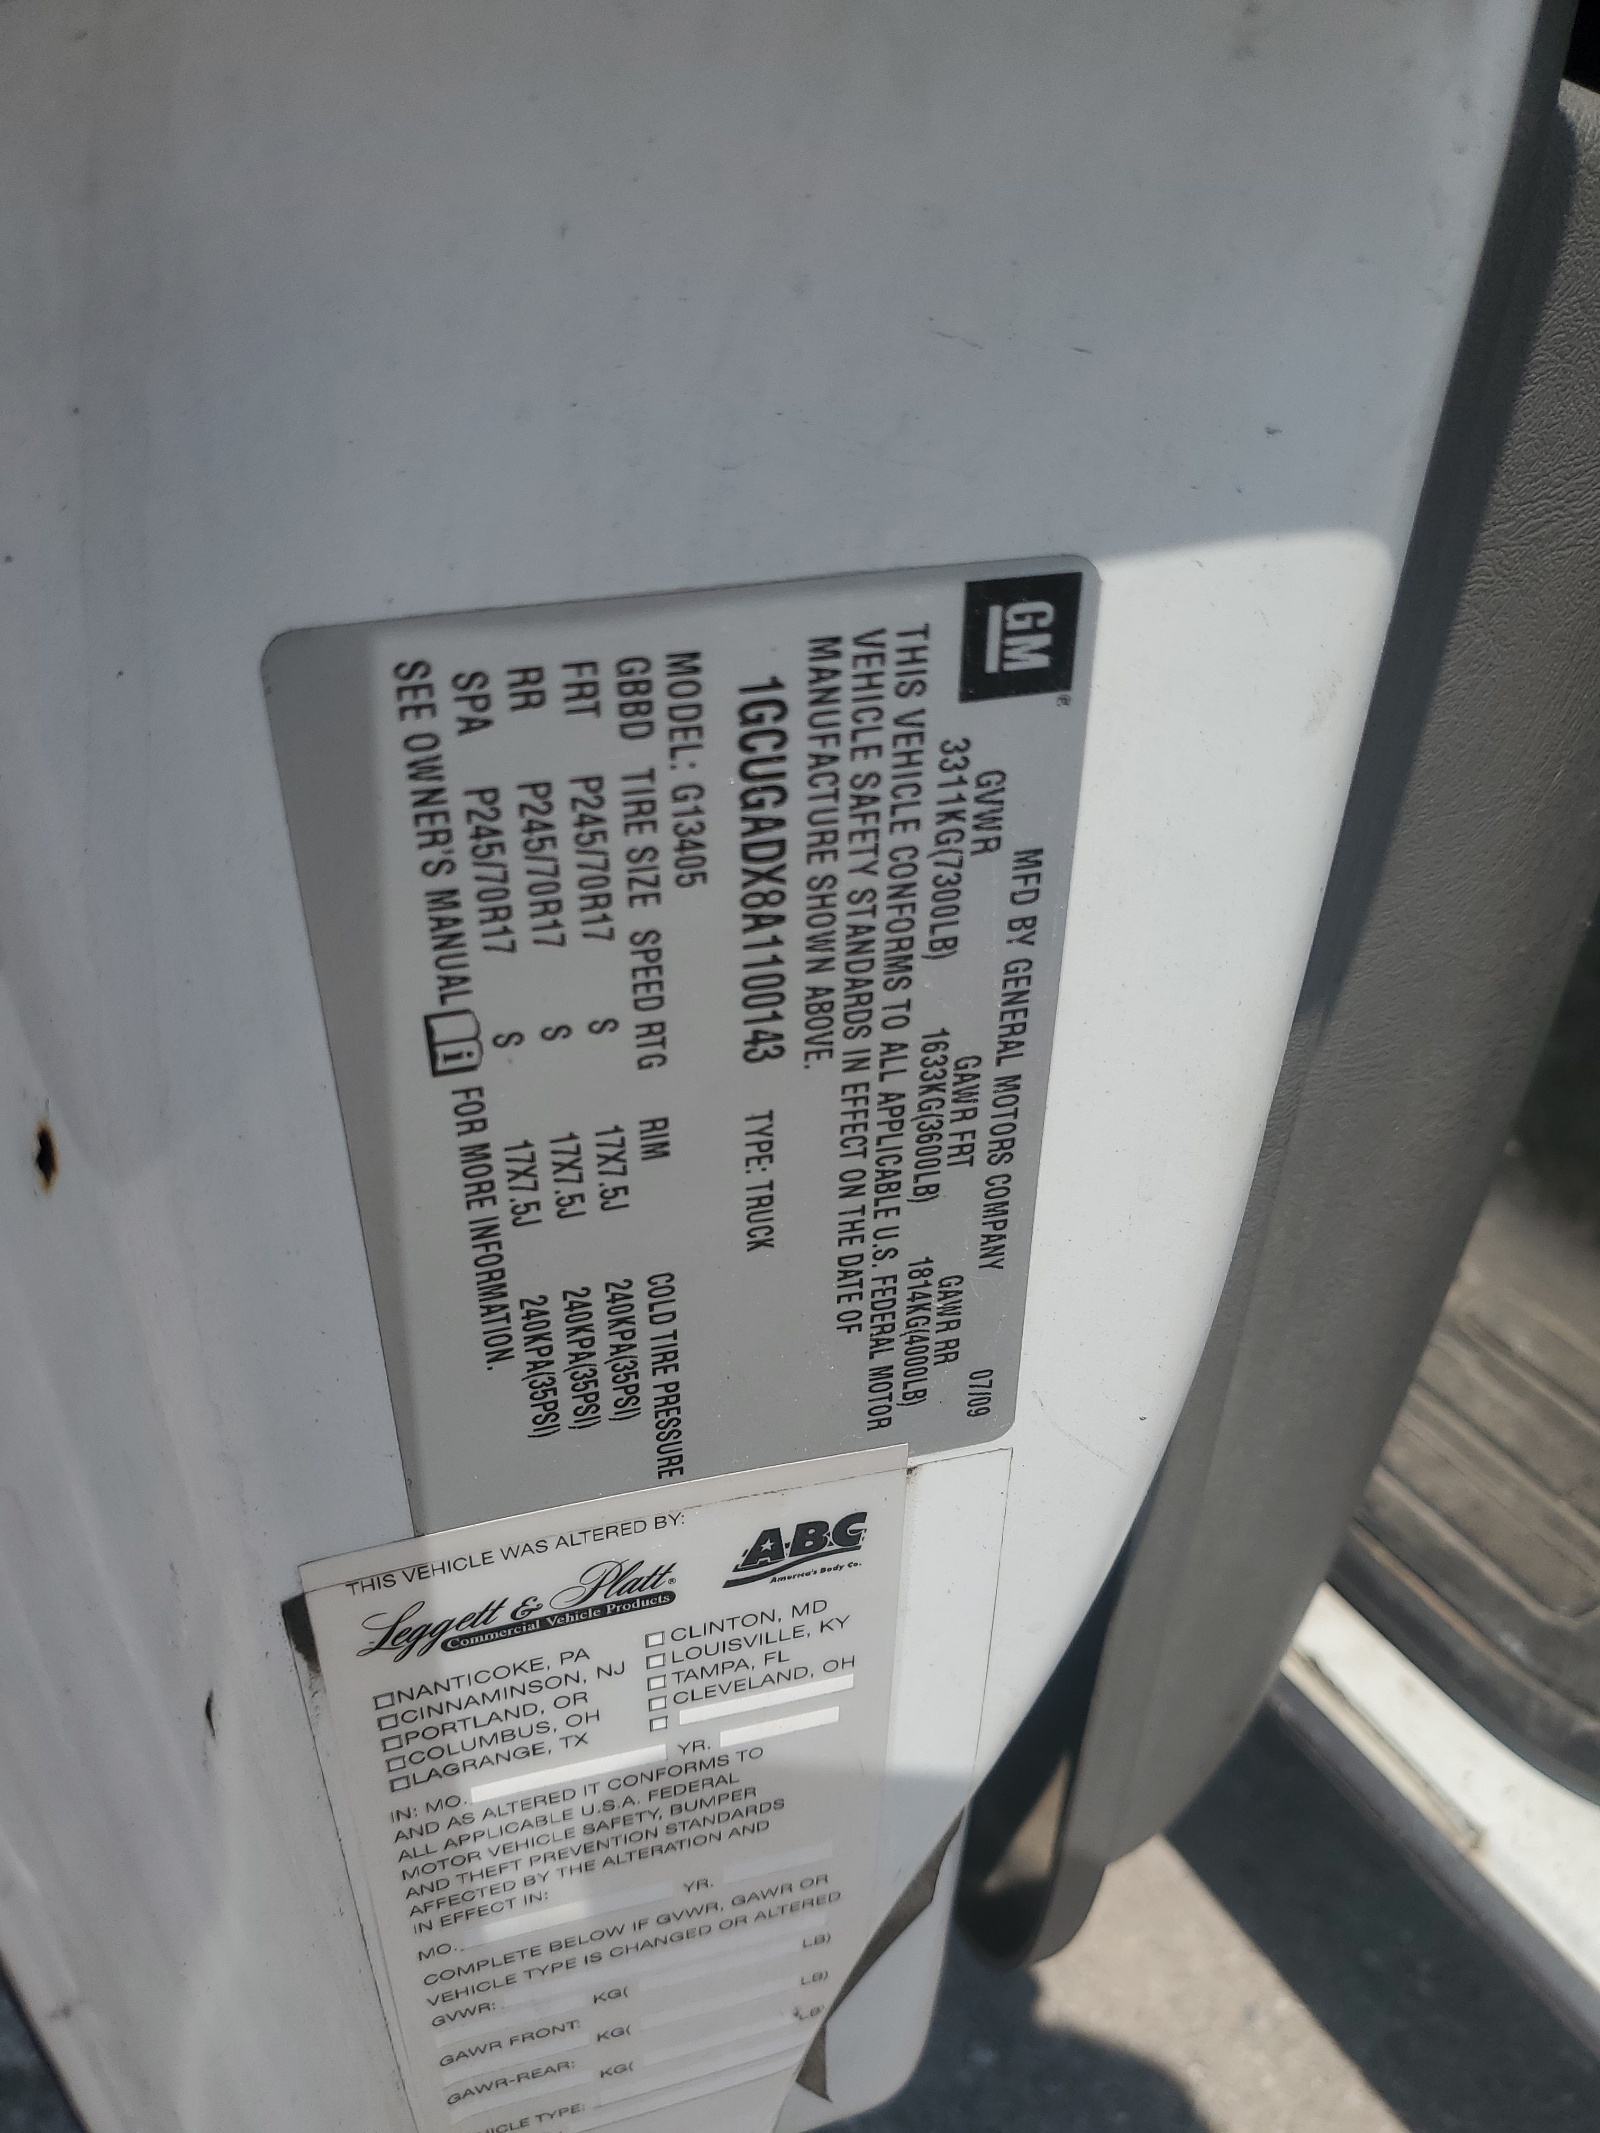 GM®
MFD BY GENERAL MOTORS COMPANY 07/09
GVWR GAWR FRT GAWR RR
3311KG(7300LB) 1633KG(3600LB) 1814KG(4000LB)
THIS VEHICLE CONFORMS TO ALL APPLICABLE U.S. FEDERAL MOTOR
VEHICLE SAFETY STANDARDS IN EFFECT ON THE DATE OF
MANUFACTURE SHOWN ABOVE.
1GCUGADX8A1100143 TYPE: TRUCK
MODEL: G13405
GBBD TIRE SIZE SPEED RTG RIM COLD TIRE PRESSURE
FRT P245/70R17 S 17X7.5J 240KPA(35PSI)
RR P245/70R17 S 17X7.5J 240KPA(35PSI)
SPA P245/70R17 S 17X7.5J 240KPA(35PSI)
SEE OWNER'S MANUAL i FOR MORE INFORMATION.
THIS VEHICLE WAS ALTERED BY:
Leggett & Platt®
Commercial Vehicle Products
ABC
America's Body Co.
NANTICOKE, PA
CINNAMINSON, NJ
PORTLAND, OR
COLUMBUS, OH
LAGRANGE, TX
CLINTON, MD
LOUISVILLE, KY
TAMPA, FL
CLEVELAND, OH
IN: MO. YR.
AND AS ALTERED IT CONFORMS TO
ALL APPLICABLE U.S.A. FEDERAL
MOTOR VEHICLE SAFETY, BUMPER
AND THEFT PREVENTION STANDARDS
AFFECTED BY THE ALTERATION AND
IN EFFECT IN:
MO. YR.
COMPLETE BELOW IF GVWR, GAWR OR
VEHICLE TYPE IS CHANGED OR ALTERED
GVWR: KG( LB)
GAWR FRONT: KG( LB)
GAWR-REAR: KG( LB)
HICLE TYPE: